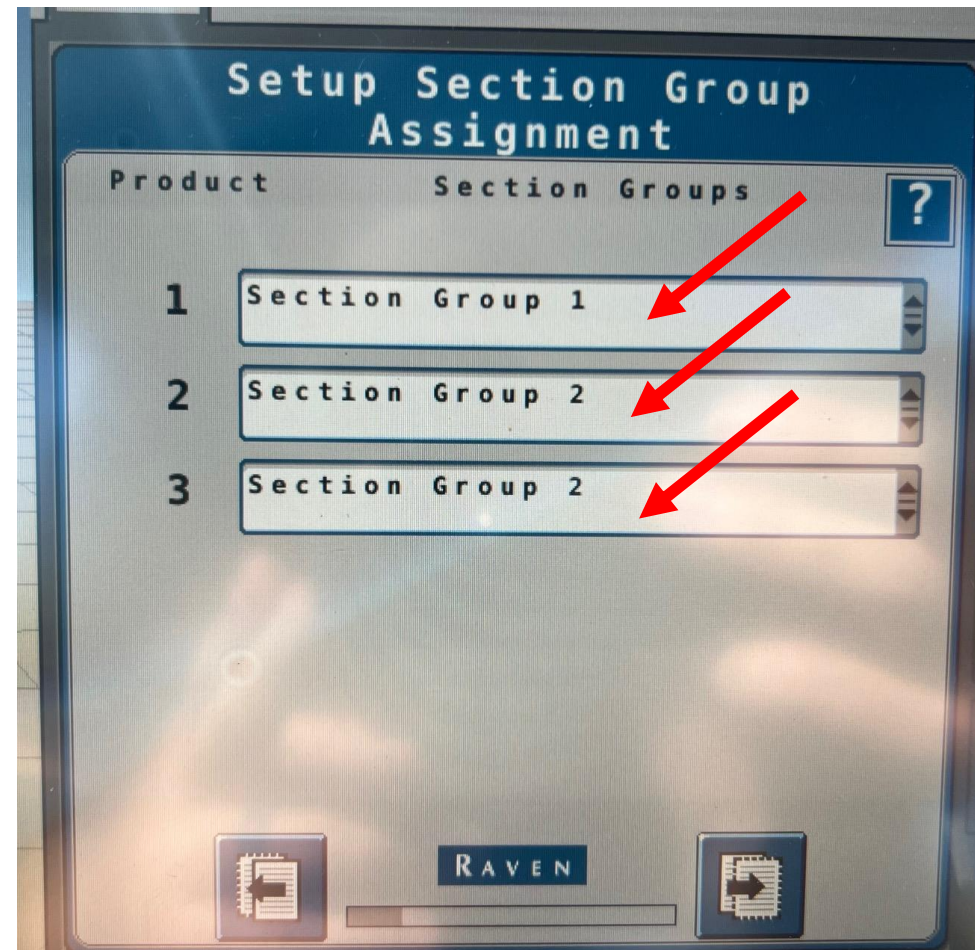 Setup Section Group
Assignment
Product Section Groups
?
1 Section Group 1
2 Section Group 2
3 Section Group 2
RAVEN